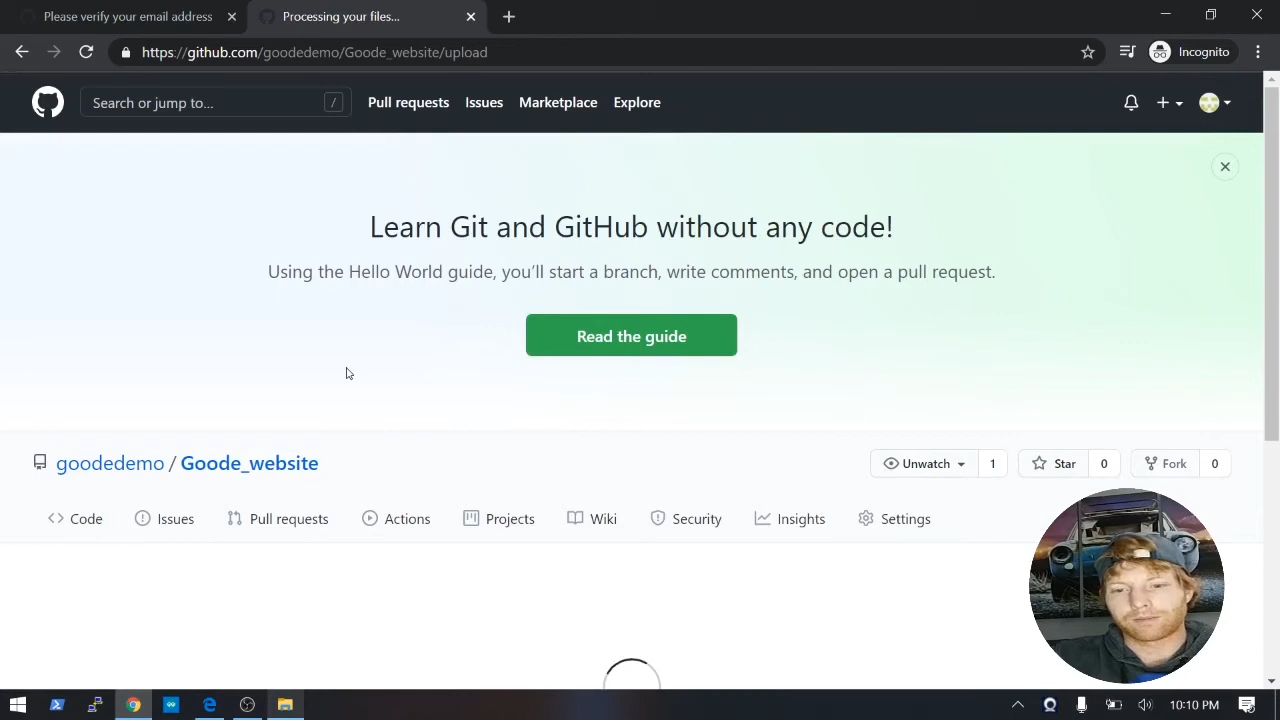 Please verify your email address
Processing your files...
https://github.com/goodedemo/Goode_website/upload
Incognito
Search or jump to...
/
Pull requests
Issues
Marketplace
Explore
Learn Git and GitHub without any code!
Using the Hello World guide, you’ll start a branch, write comments, and open a pull request.
Read the guide
goodedemo / Goode_website
Unwatch
1
Star
0
Fork
0
Code
Issues
Pull requests
Actions
Projects
Wiki
Security
Insights
Settings
10:10 PM